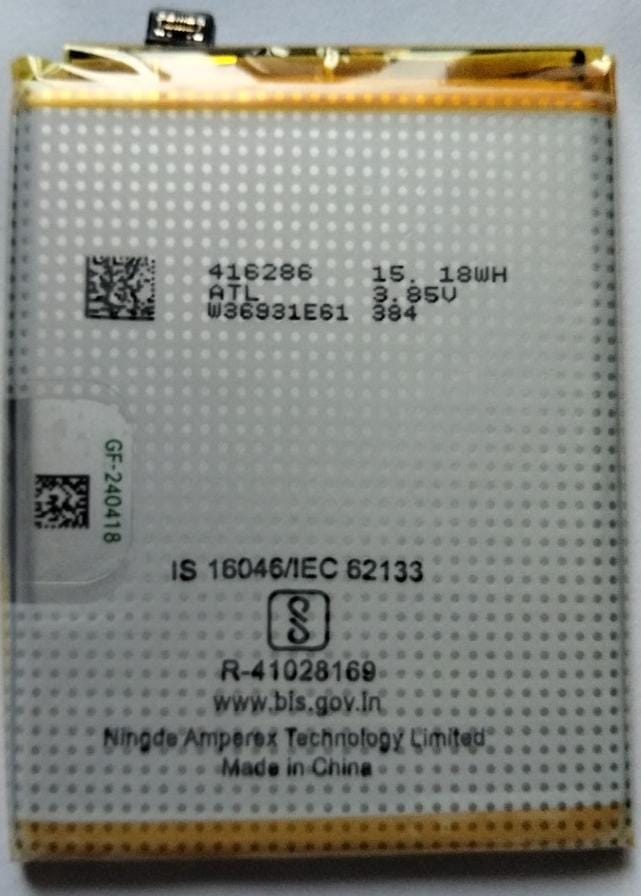 416286 15. 18WH
ATL 3.85V
W36931E61 384
GF-240418
IS 16046/IEC 62133
R-41028169
www.bis.gov.in
Ningde Amperex Technology Limited
Made in China